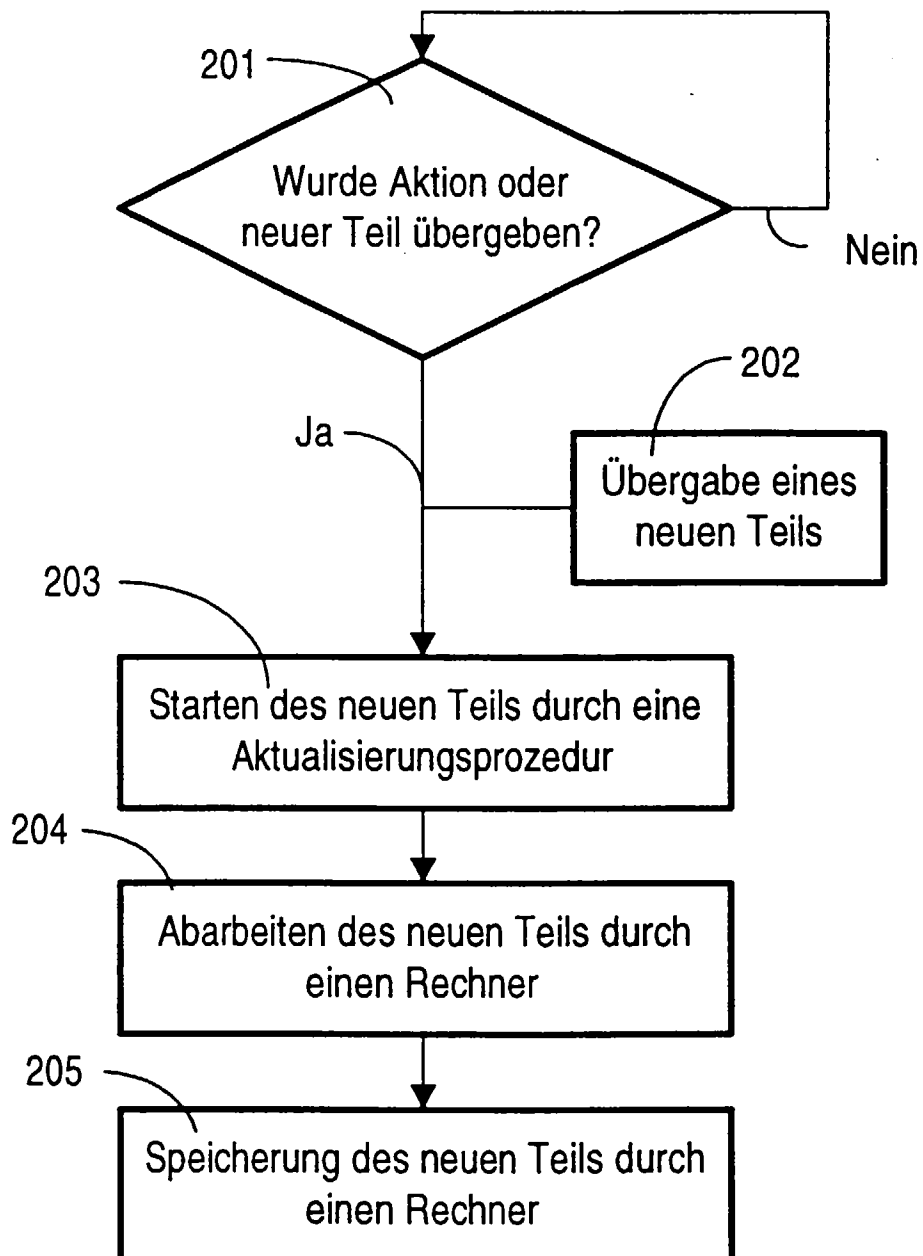 201
Wurde Aktion oder
neuer Teil übergeben?
Nein
202
Ja
Übergabe eines
neuen Teils
203
Starten des neuen Teils durch eine
Aktualisierungsprozedur
204
Abarbeiten des neuen Teils durch
einen Rechner
205
Speicherung des neuen Teils durch
einen Rechner